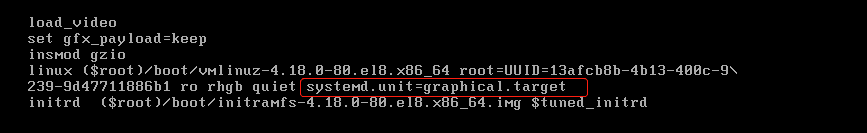 load_video
set gfx_payload=keep
insmod gzio
linux ($root)/boot/vmlinuz-4.18.0-80.el8.x86_64 root=UUID=13afcb8b-4b13-400c-9\
239-9d47711886b1 ro rhgb quiet systemd.unit=graphical.target
initrd  ($root)/boot/initramfs-4.18.0-80.el8.x86_64.img $tuned_initrd